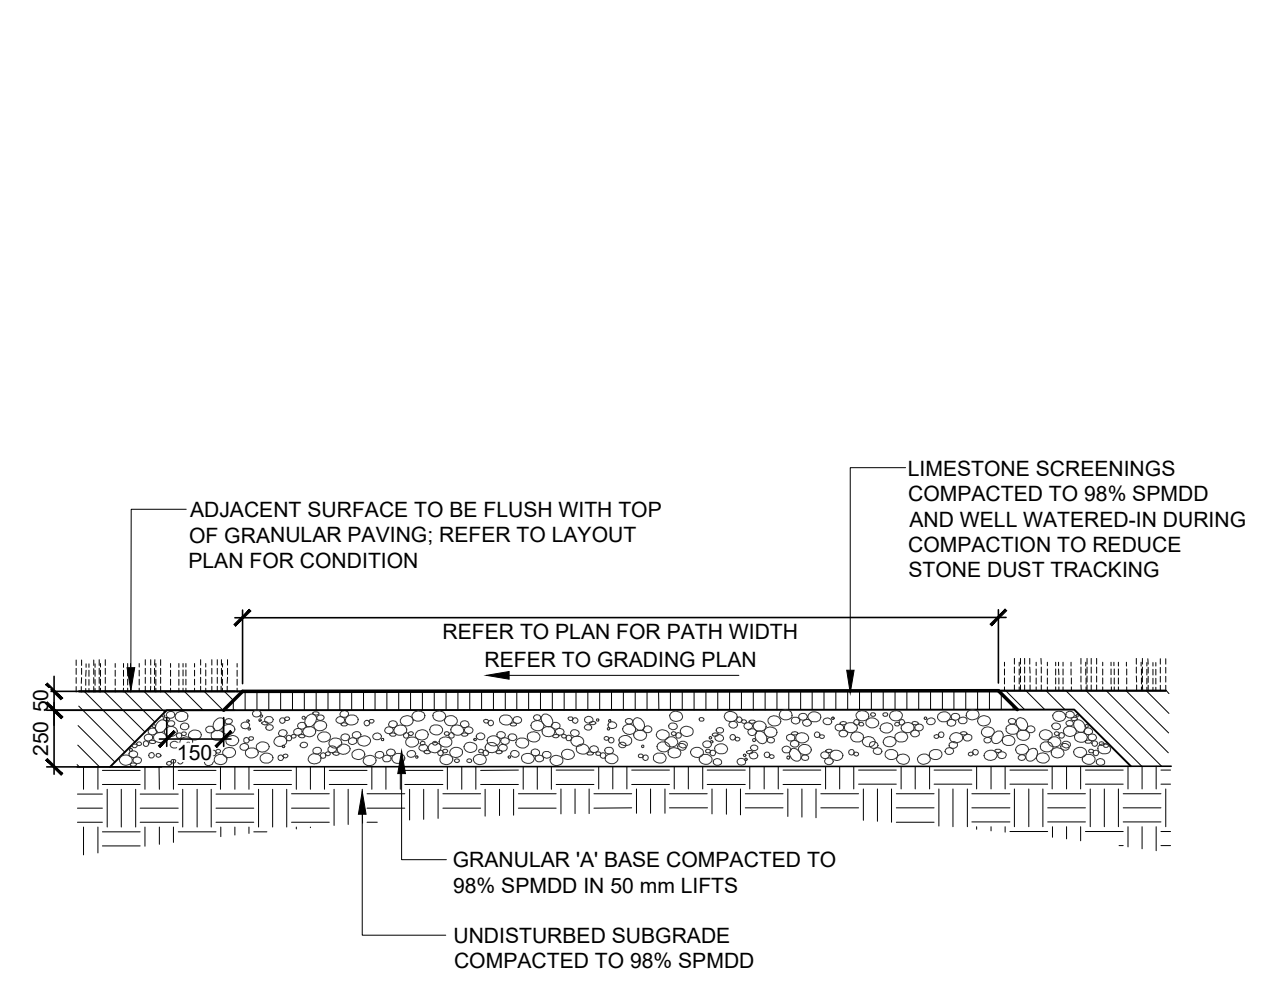 LIMESTONE SCREENINGS
COMPACTED TO 98% SPMDD
AND WELL WATERED-IN DURING
COMPACTION TO REDUCE
STONE DUST TRACKING
ADJACENT SURFACE TO BE FLUSH WITH TOP
OF GRANULAR PAVING; REFER TO LAYOUT
PLAN FOR CONDITION
REFER TO PLAN FOR PATH WIDTH
REFER TO GRADING PLAN
50
250
150
GRANULAR 'A' BASE COMPACTED TO
98% SPMDD IN 50 mm LIFTS
UNDISTURBED SUBGRADE
COMPACTED TO 98% SPMDD